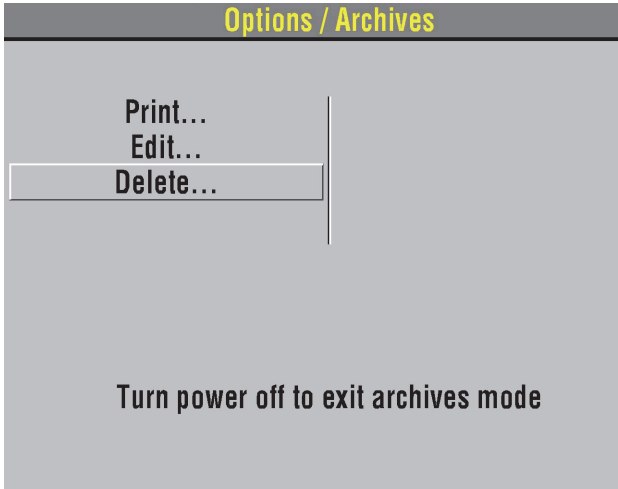 Options / Archives
Print...
Edit...
Delete...
Turn power off to exit archives mode